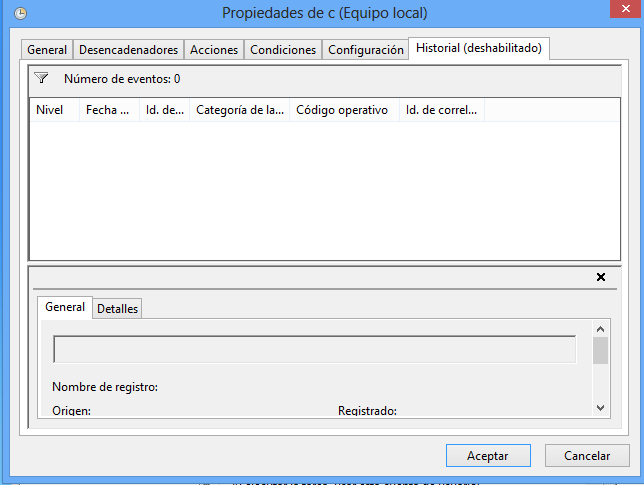 Propiedades de c (Equipo local)
General Desencadenadores Acciones Condiciones Configuración Historial (deshabilitado)
Número de eventos: 0
Nivel Fecha ... Id. de... Categoría de la... Código operativo Id. de correl...
General Detalles
Nombre de registro:
Origen: Registrado:
Aceptar Cancelar